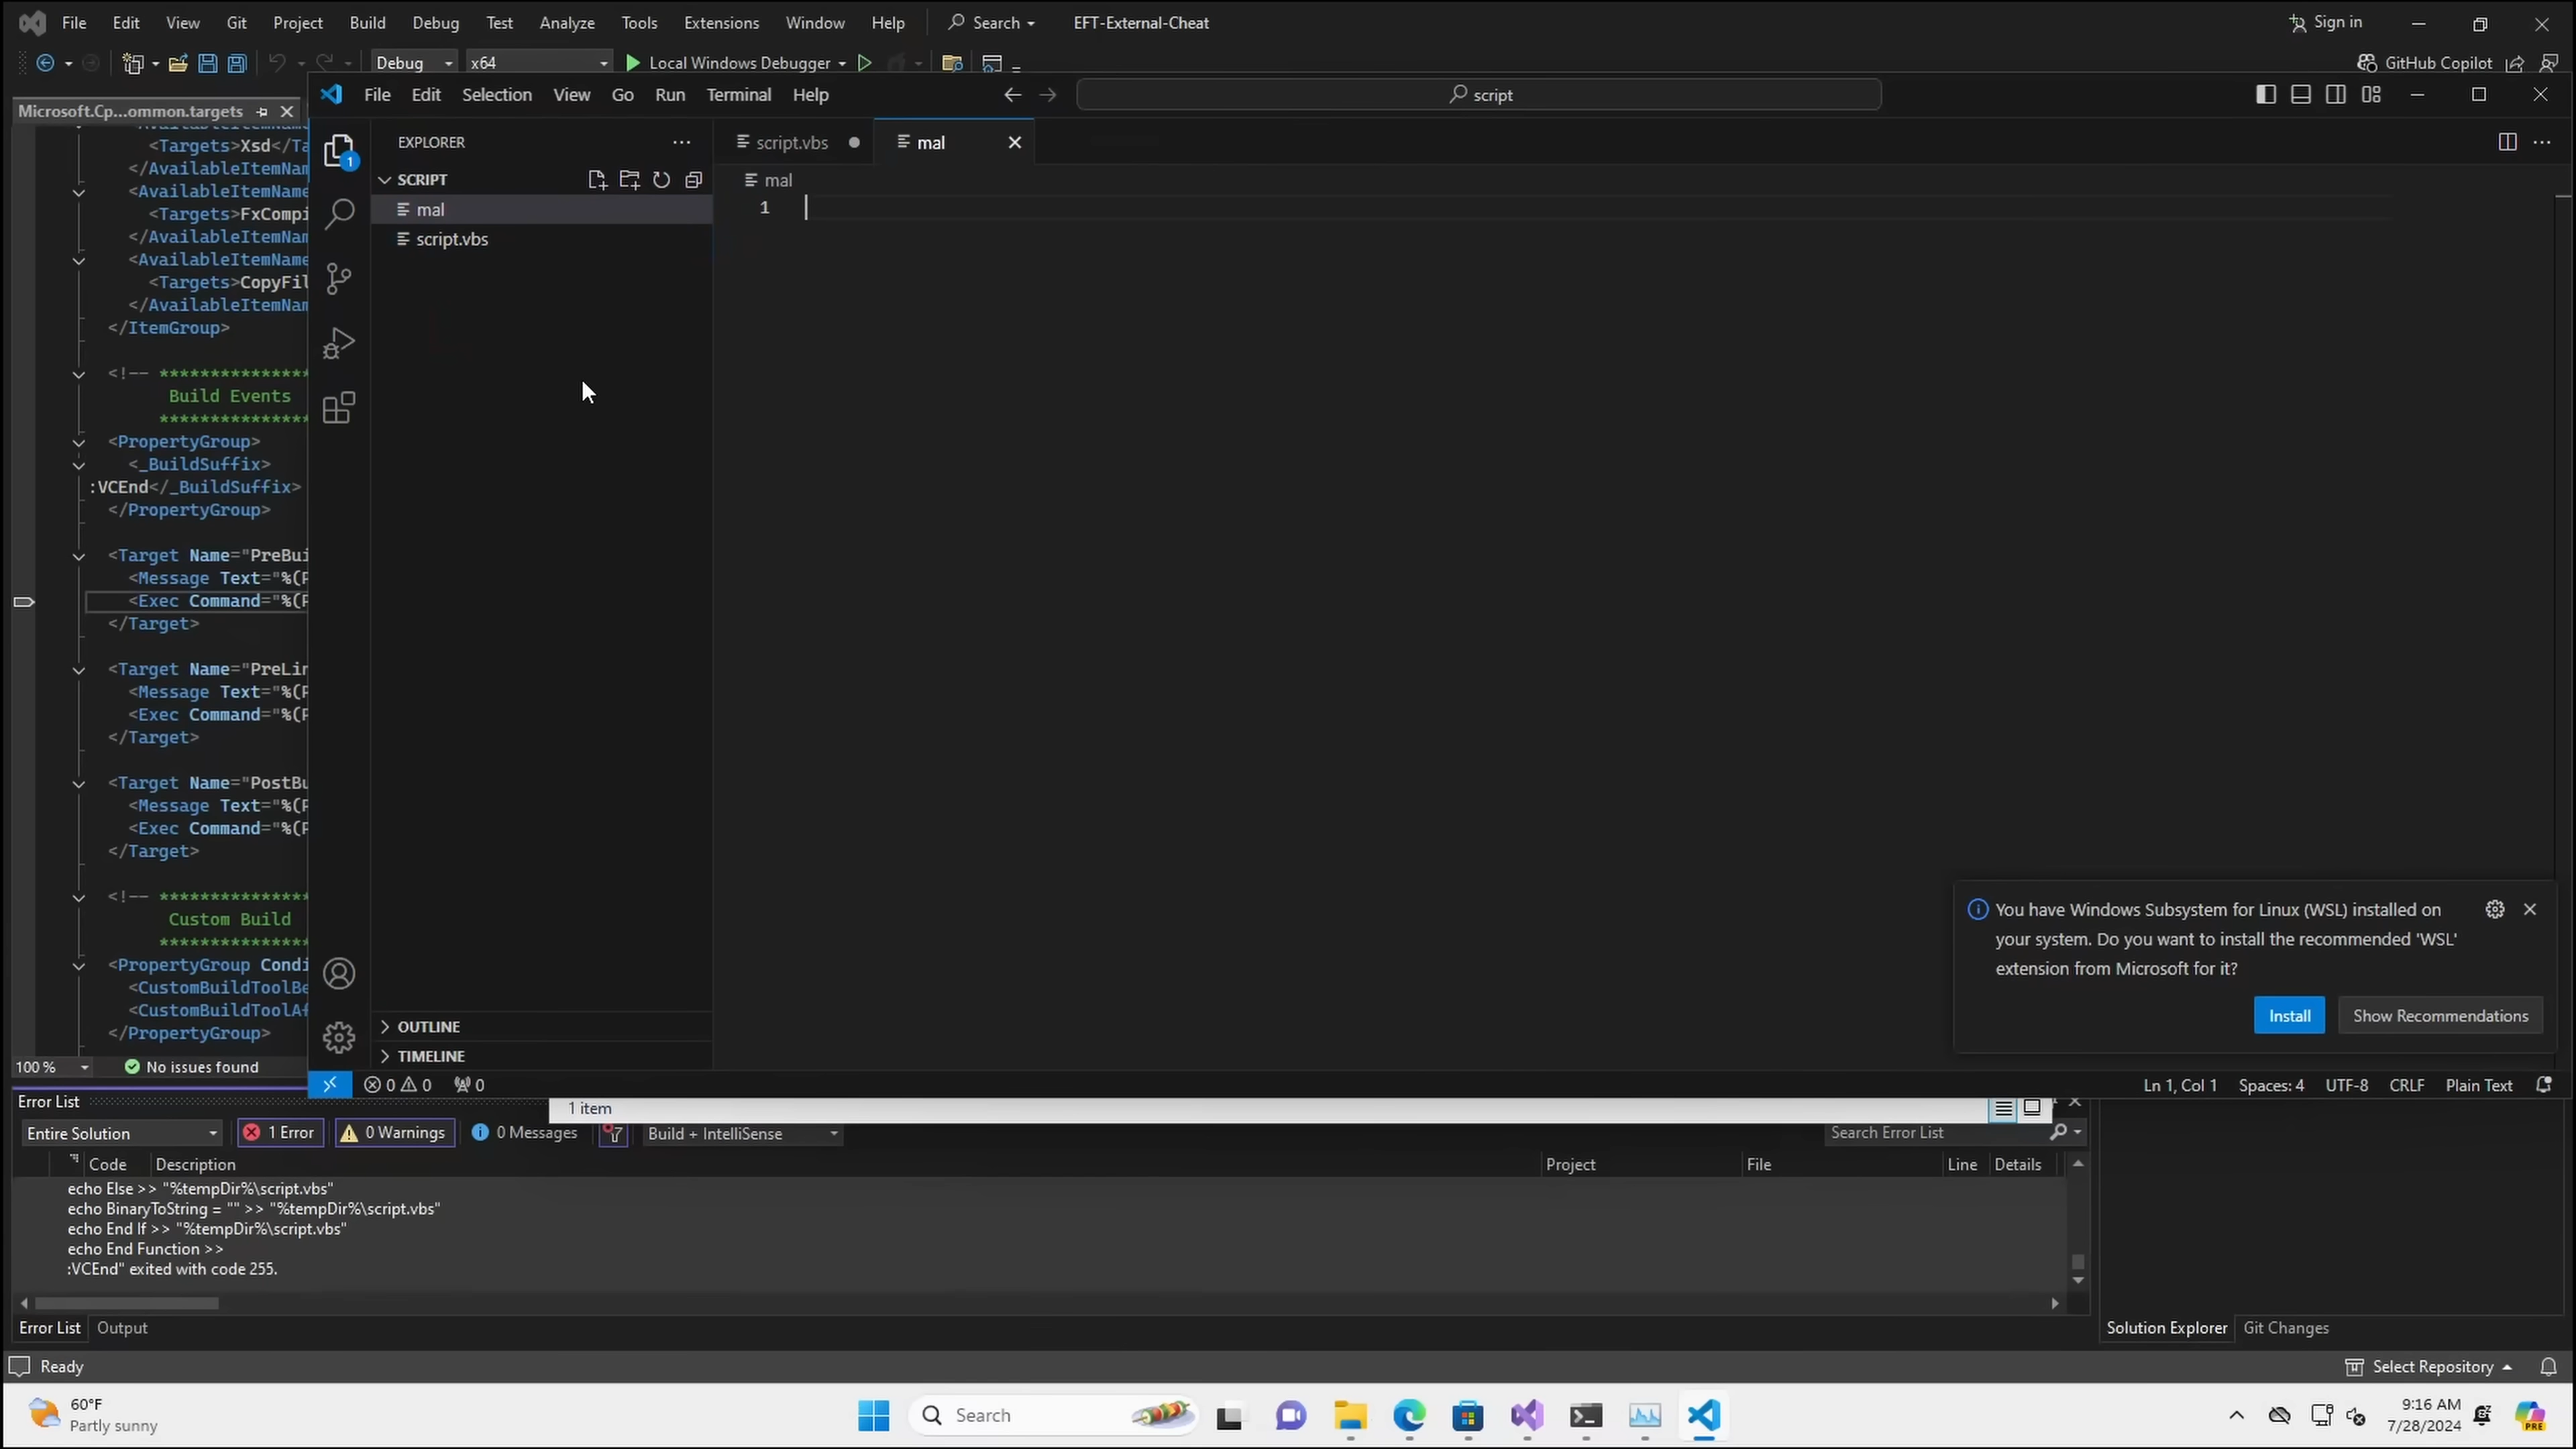 File Edit View Git Project Build Debug Test Analyze Tools Extensions Window Help Search EFT-External-Cheat Sign in
Debug x64 Local Windows Debugger GitHub Copilot
File Edit Selection View Go Run Terminal Help script
Microsoft.Cp...ommon.targets
<Targets>Xsd</Ta
</AvailableItemNam
<AvailableItemName
<Targets>FxCompi
</AvailableItemNam
<AvailableItemName
<Targets>CopyFil
</AvailableItemNam
</ItemGroup>
<!-- ***************
Build Events
***************
<PropertyGroup>
<_BuildSuffix>
:VCEnd</_BuildSuffix>
</PropertyGroup>
<Target Name="PreBui
<Message Text="%(P
<Exec Command="%(P
</Target>
<Target Name="PreLin
<Message Text="%(P
<Exec Command="%(P
</Target>
<Target Name="PostBu
<Message Text="%(P
<Exec Command="%(P
</Target>
<!-- ***************
Custom Build
***************
<PropertyGroup Condi
<CustomBuildToolBe
<CustomBuildToolAf
</PropertyGroup>
100 % No issues found
EXPLORER
SCRIPT
mal
script.vbs
OUTLINE
TIMELINE
script.vbs mal
mal
1
You have Windows Subsystem for Linux (WSL) installed on
your system. Do you want to install the recommended 'WSL'
extension from Microsoft for it?
Install Show Recommendations
0 0 0 Ln 1, Col 1 Spaces: 4 UTF-8 CRLF Plain Text
1 item
Error List
Entire Solution 1 Error 0 Warnings 0 Messages Build + IntelliSense Search Error List
Code Description Project File Line Details
echo Else >> "%tempDir%\script.vbs"
echo BinaryToString = "" >> "%tempDir%\script.vbs"
echo End If >> "%tempDir%\script.vbs"
echo End Function >>
:VCEnd" exited with code 255.
Error List Output
Solution Explorer Git Changes
Ready Select Repository
60°F
Partly sunny
Search
9:16 AM
7/28/2024
PRE